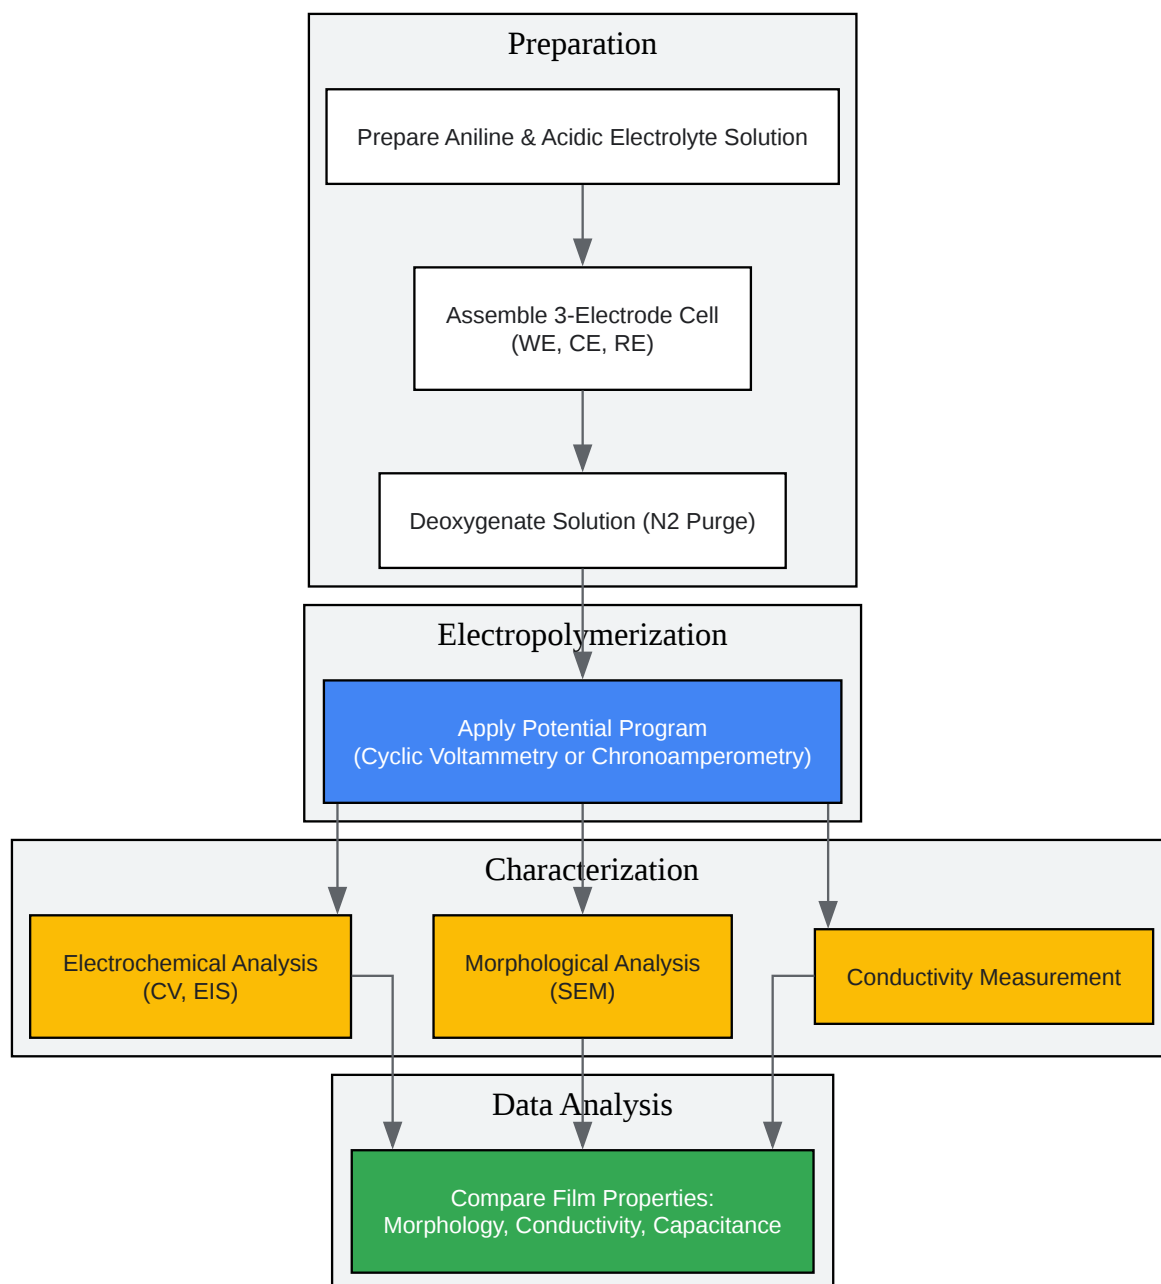 Preparation
Prepare Aniline & Acidic Electrolyte Solution
Assemble 3-Electrode Cell
(WE, CE, RE)
Deoxygenate Solution (N2 Purge)
Electropolymerization
Apply Potential Program
(Cyclic Voltammetry or Chronoamperometry)
Characterization
Electrochemical Analysis
(CV, EIS)
Morphological Analysis
(SEM)
Conductivity Measurement
Data Analysis
Compare Film Properties:
Morphology, Conductivity, Capacitance